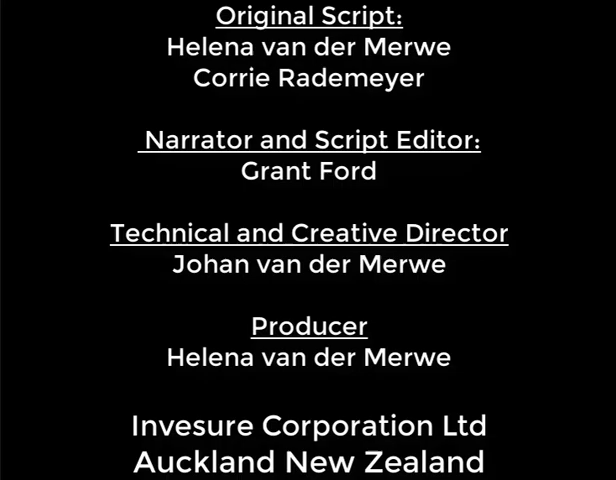 Original Script:
Helena van der Merwe
Corrie Rademeyer
Narrator and Script Editor:
Grant Ford
Technical and Creative Director
Johan van der Merwe
Producer
Helena van der Merwe
Invesure Corporation Ltd
Auckland New Zealand